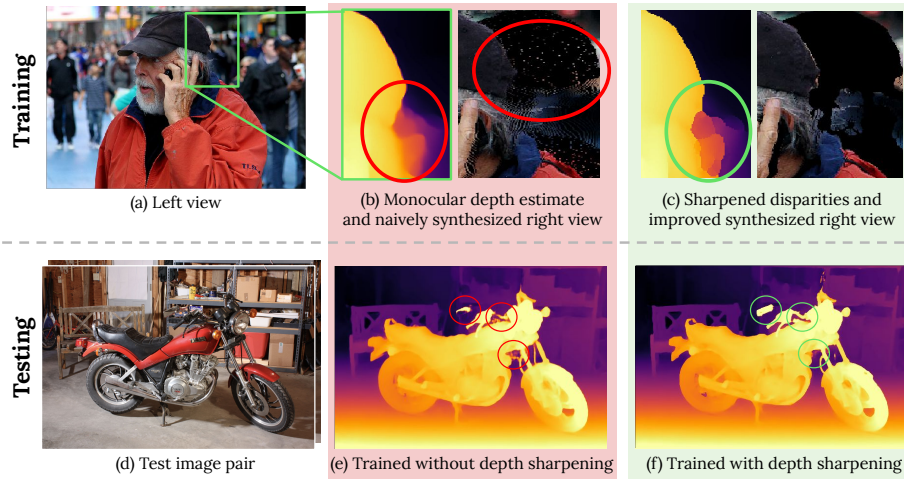 Training
(a) Left view
(b) Monocular depth estimate
and naively synthesized right view
(c) Sharpened disparities and
improved synthesized right view
Testing
(d) Test image pair
(e) Trained without depth sharpening
(f) Trained with depth sharpening